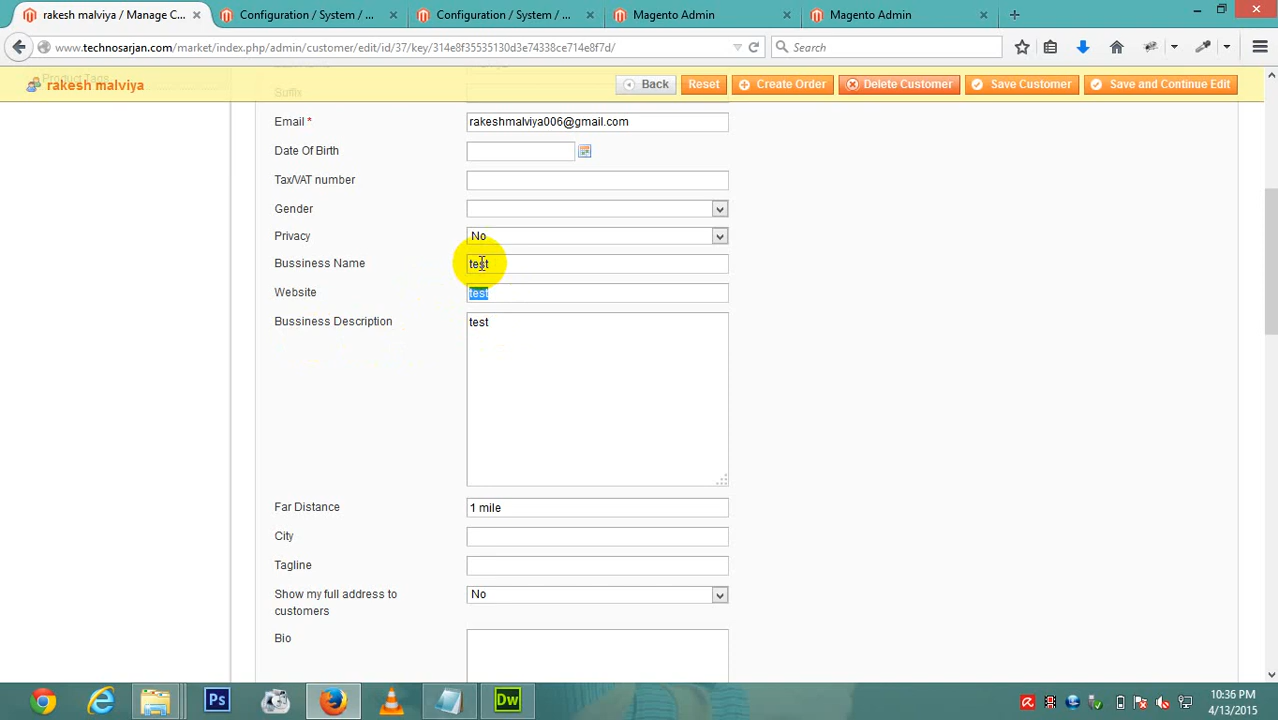 rakesh malviya / Manage C...
Configuration / System / ...
Configuration / System / ...
Magento Admin
Magento Admin
www.technosarjan.com/market/index.php/admin/customer/edit/id/37/key/314e8f35535130d3e74338ce714e8f7d/
Search
Product Tags
rakesh malviya
Back
Reset
Create Order
Delete Customer
Save Customer
Save and Continue Edit
Suffix
Email * rakeshmalviya006@gmail.com
Date Of Birth
Tax/VAT number
Gender
Privacy No
Bussiness Name test
Website test
Bussiness Description test
Far Distance 1 mile
City
Tagline
Show my full address to No
customers
Bio
Ps
Dw
10:36 PM
4/13/2015